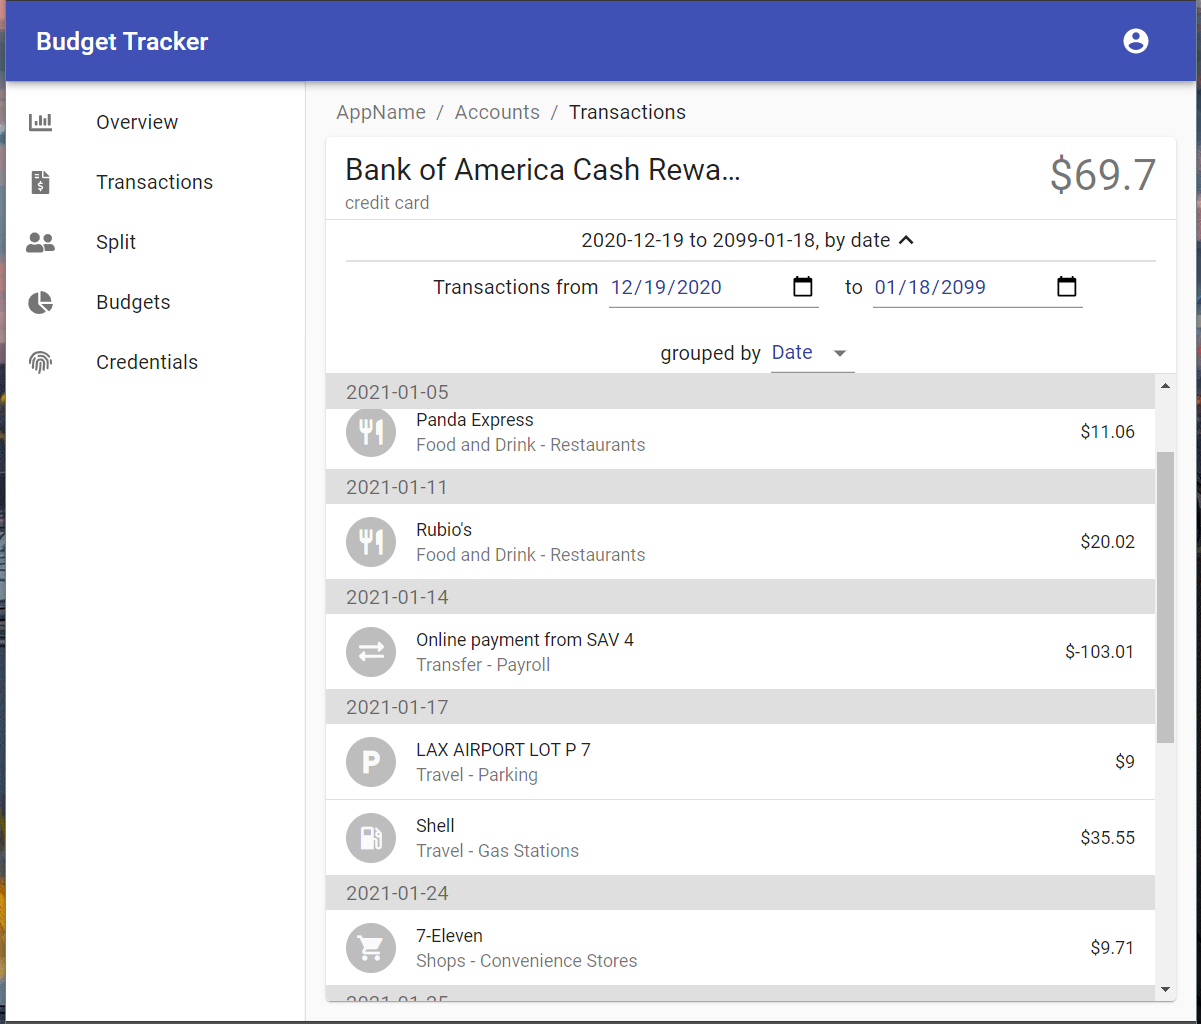 Budget Tracker
Overview
Transactions
Split
Budgets
Credentials
AppName / Accounts / Transactions
Bank of America Cash Rewa...
$69.7
credit card
2020-12-19 to 2099-01-18, by date
Transactions from 12/19/2020 to 01/18/2099
grouped by Date
2021-01-05
Panda Express
Food and Drink - Restaurants
$11.06
2021-01-11
Rubio's
Food and Drink - Restaurants
$20.02
2021-01-14
Online payment from SAV 4
Transfer - Payroll
$-103.01
2021-01-17
P
LAX AIRPORT LOT P 7
Travel - Parking
$9
Shell
Travel - Gas Stations
$35.55
2021-01-24
7-Eleven
Shops - Convenience Stores
$9.71